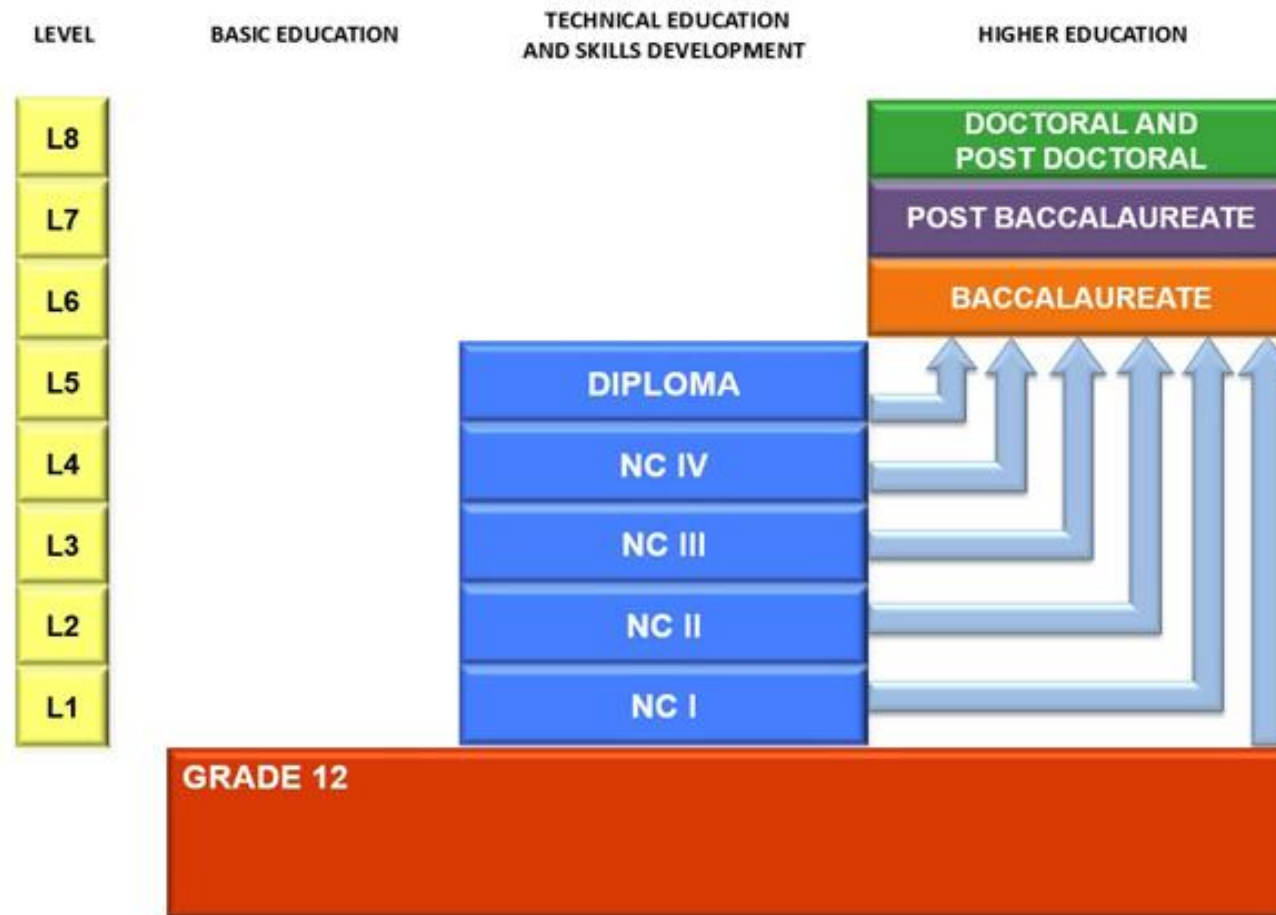 LEVEL
BASIC EDUCATION
TECHNICAL EDUCATION
AND SKILLS DEVELOPMENT
HIGHER EDUCATION
L8
DOCTORAL AND
POST DOCTORAL
L7
POST BACCALAUREATE
L6
BACCALAUREATE
L5
DIPLOMA
L4
NC IV
L3
NC III
L2
NC II
L1
NC I
GRADE 12